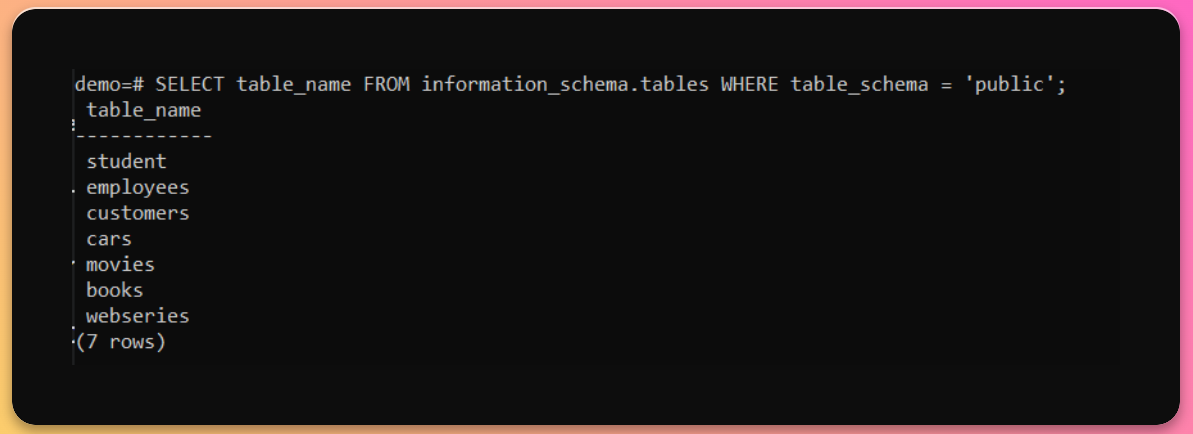 demo=# SELECT table_name FROM information_schema.tables WHERE table_schema = 'public';
table_name
------------
student
employees
customers
cars
movies
books
webseries
(7 rows)